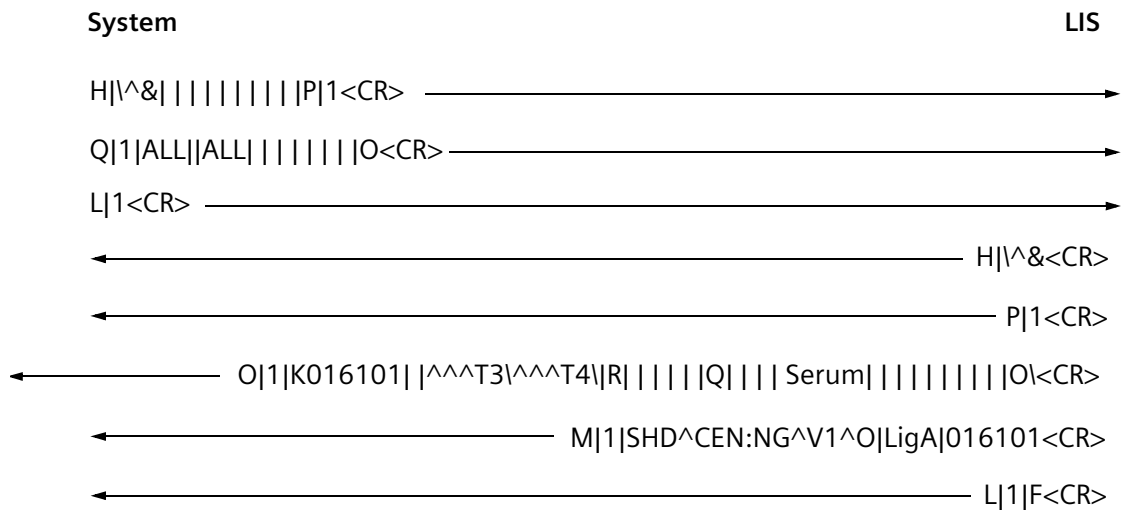 System LIS
H|\^&| | | | | | | | | |P|1<CR>
Q|1|ALL||ALL| | | | | | | |O<CR>
L|1<CR>
H|\^&<CR>
P|1<CR>
O|1|K016101| |^^^T3\^^^T4\|R| | | | | |Q| | | | Serum| | | | | | | | | |O\<CR>
M|1|SHD^CEN:NG^V1^O|LigA|016101<CR>
L|1|F<CR>